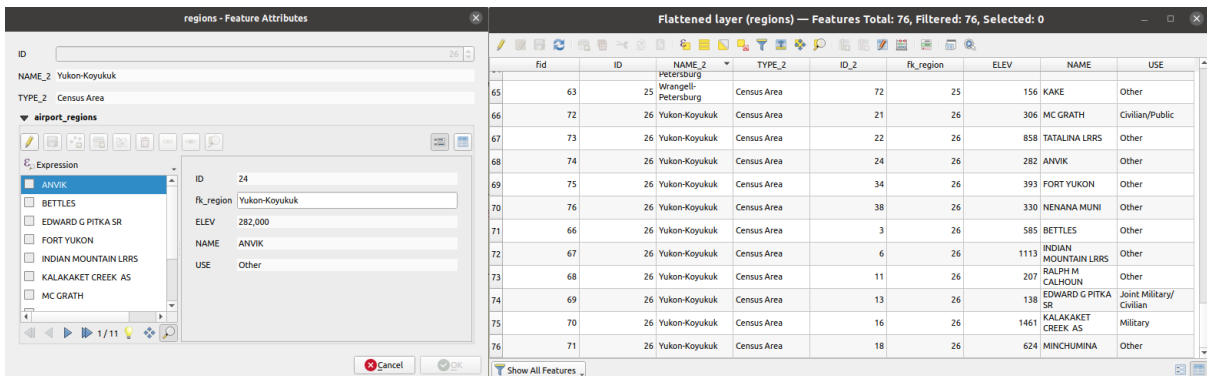 regions - Feature Attributes
ID 26
NAME_2 Yukon-Koyukuk
TYPE_2 Census Area
airport_regions
Expression
ANVIK
BETTLES
EDWARD G PITKA SR
FORT YUKON
INDIAN MOUNTAIN LRRS
KALAKAKET CREEK AS
MC GRATH
1 / 11
ID 24
fk_region Yukon-Koyukuk
ELEV 282,000
NAME ANVIK
USE Other
Cancel
OK
Flattened layer (regions) — Features Total: 76, Filtered: 76, Selected: 0
fid ID NAME_2 TYPE_2 ID_2 fk_region ELEV NAME USE
Petersburg
65 63 25 Wrangell-Petersburg Census Area 72 25 156 KAKE Other
66 72 26 Yukon-Koyukuk Census Area 21 26 306 MC GRATH Civilian/Public
67 73 26 Yukon-Koyukuk Census Area 22 26 858 TATALINA LRRS Other
68 74 26 Yukon-Koyukuk Census Area 24 26 282 ANVIK Other
69 75 26 Yukon-Koyukuk Census Area 34 26 393 FORT YUKON Other
70 76 26 Yukon-Koyukuk Census Area 38 26 330 NENANA MUNI Other
71 66 26 Yukon-Koyukuk Census Area 3 26 585 BETTLES Other
72 67 26 Yukon-Koyukuk Census Area 6 26 1113 INDIAN MOUNTAIN LRRS Other
73 68 26 Yukon-Koyukuk Census Area 11 26 207 RALPH M CALHOUN Other
74 69 26 Yukon-Koyukuk Census Area 13 26 138 EDWARD G PITKA SR Joint Military/Civilian
75 70 26 Yukon-Koyukuk Census Area 16 26 1461 KALAKAKET CREEK AS Military
76 71 26 Yukon-Koyukuk Census Area 18 26 624 MINCHUMINA Other
Show All Features